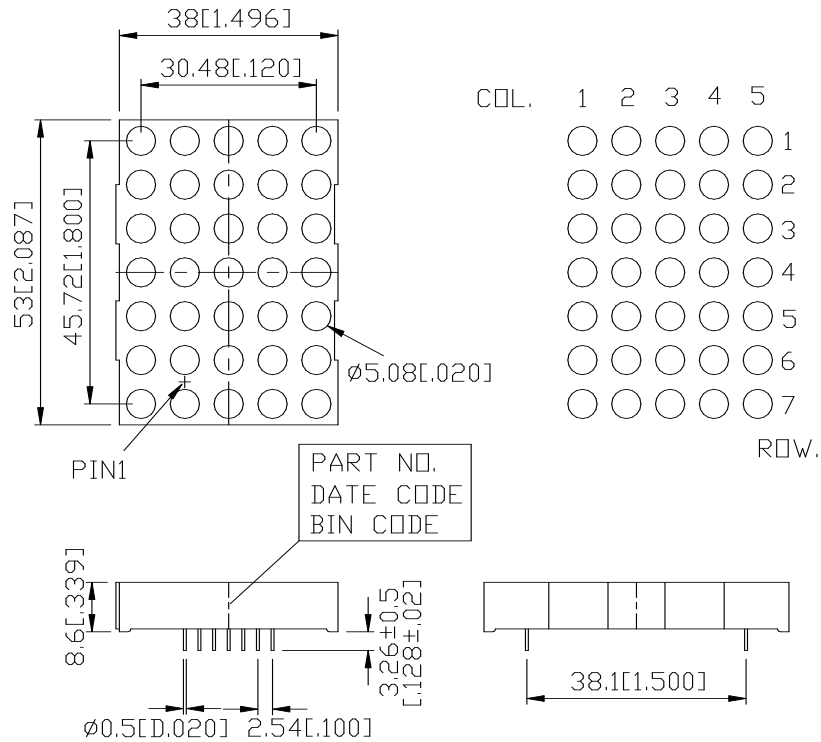 38[1.496]
30.48[.120]
COL. 1 2 3 4 5
1
2
3
4
5
6
7
ROW.
53[2.087]
45.72[1.800]
ø5.08[.020]
PIN1
PART NO.
DATE CODE
BIN CODE
8.6[.339]
3.26±0.5
[.128±.02]
38.1[1.500]
ø0.5[D.020]
2.54[.100]